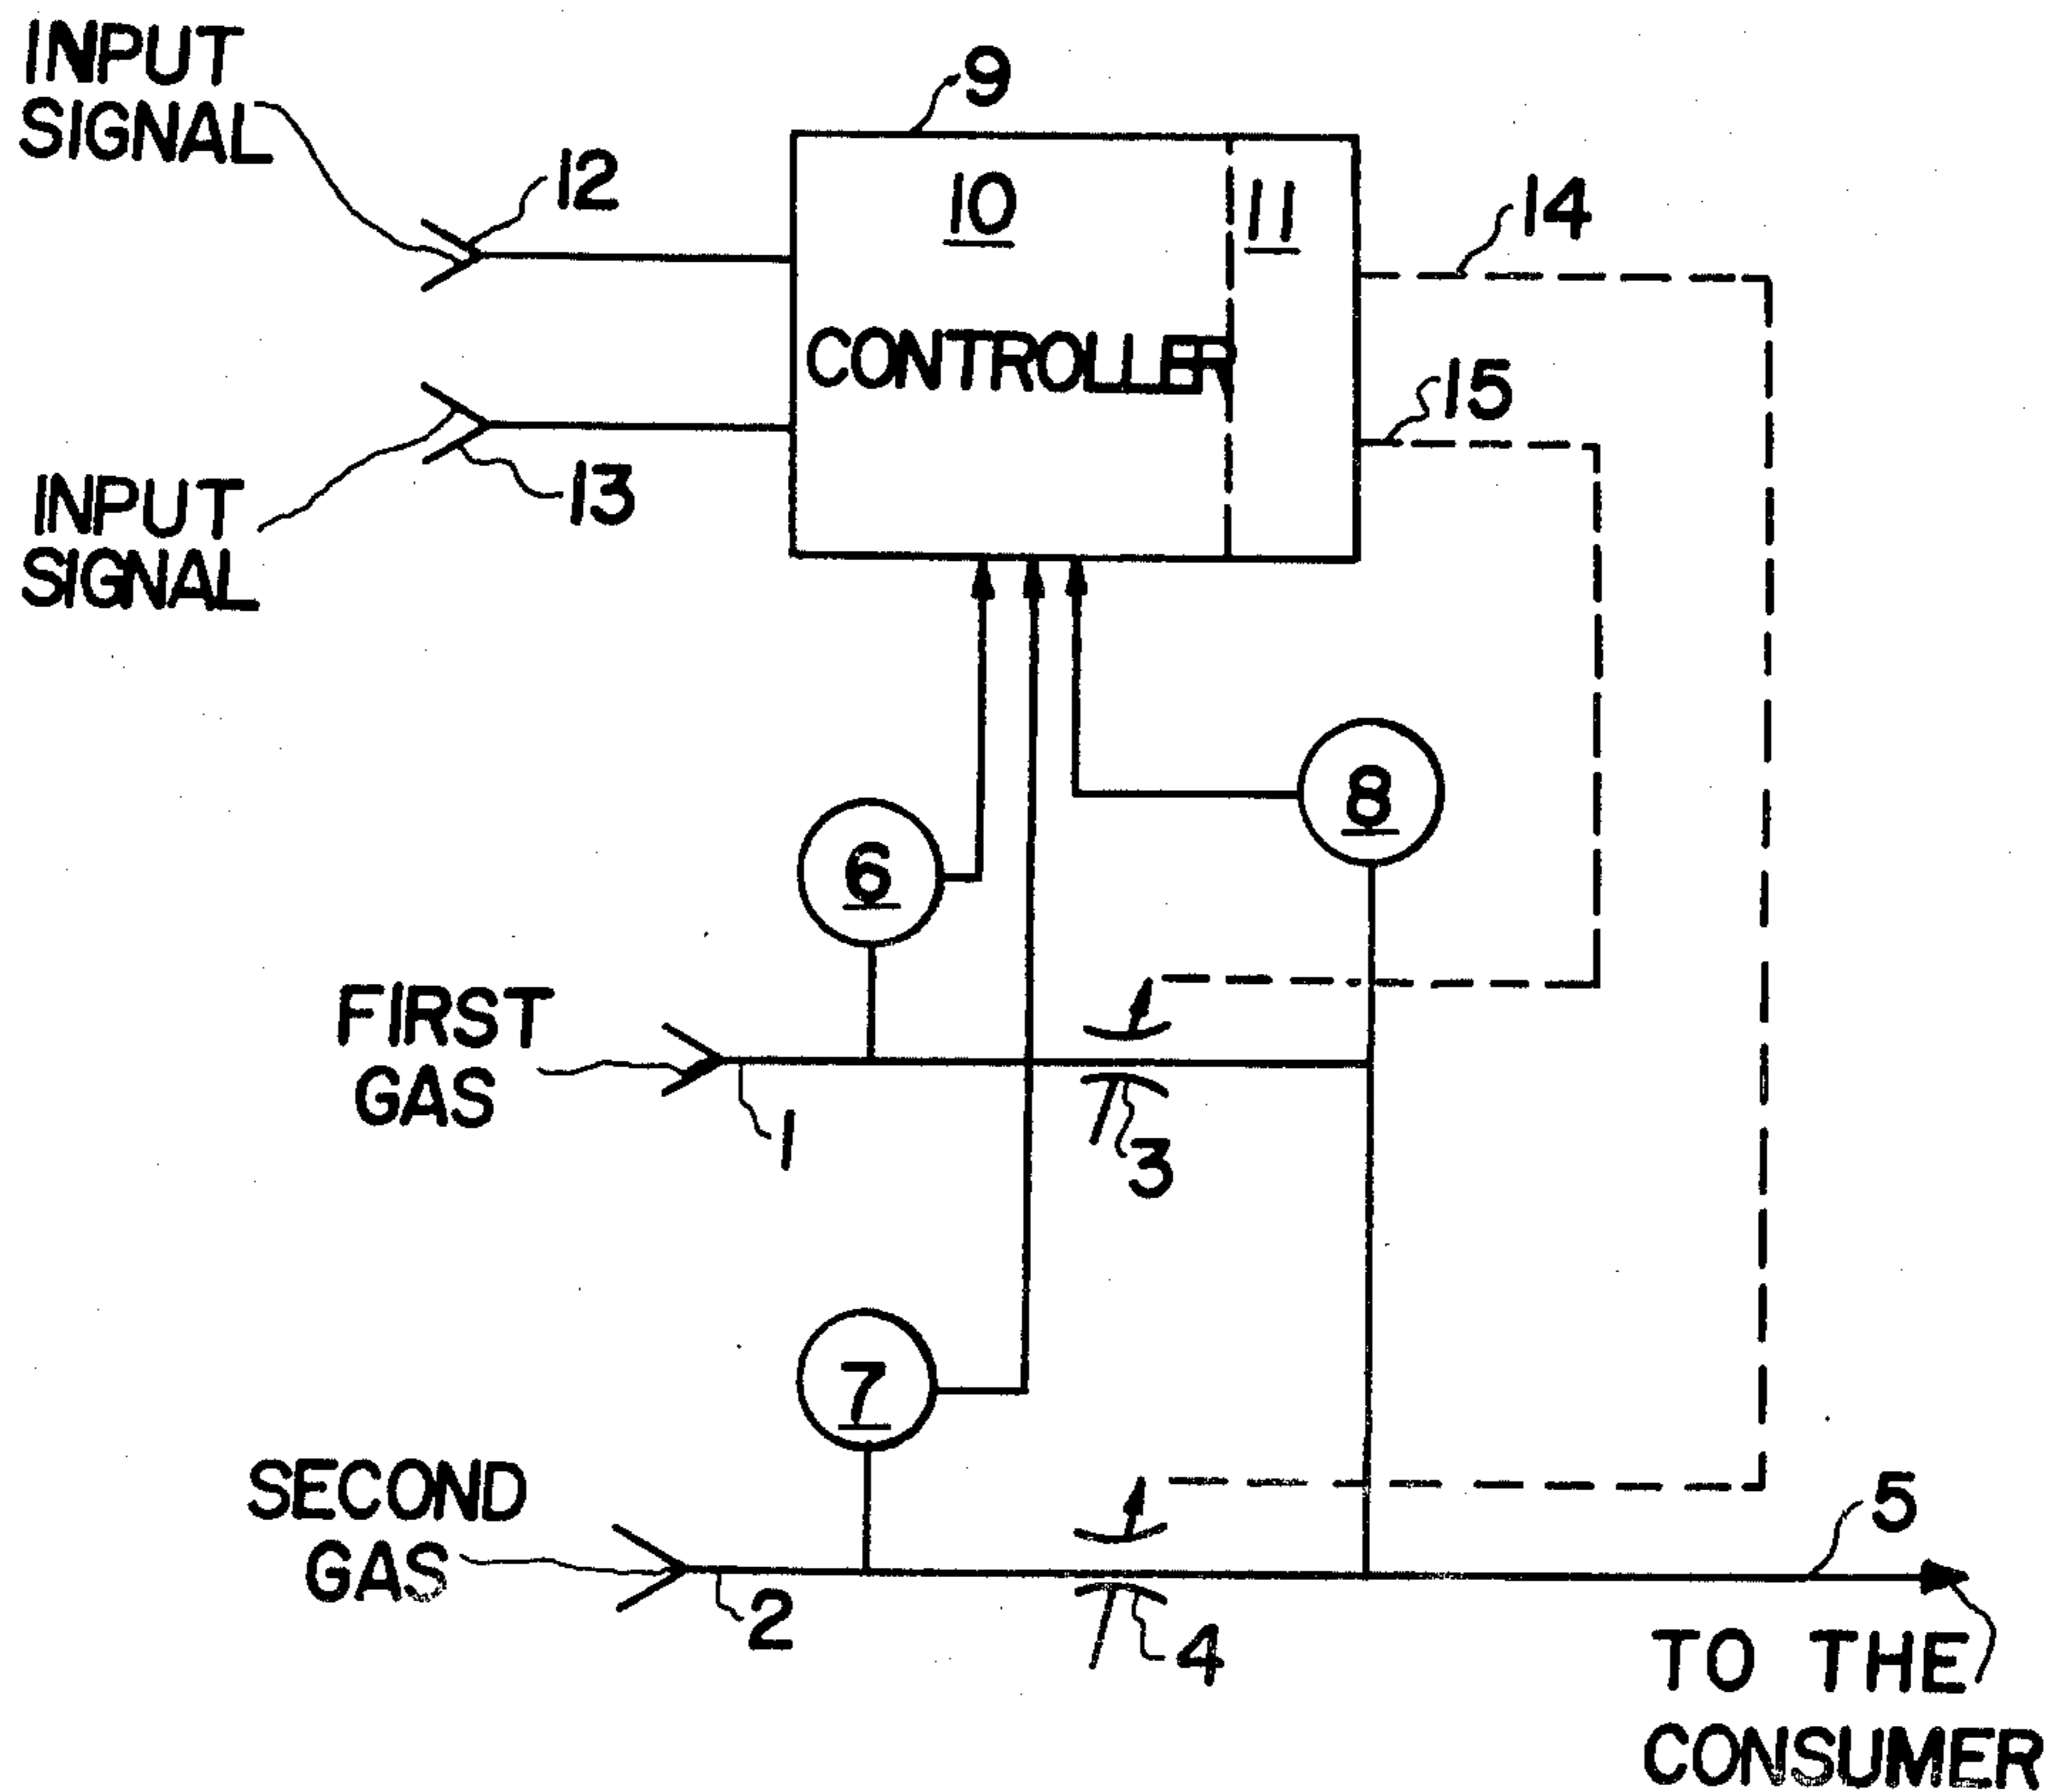 INPUT
SIGNAL
9
12
10
11
14
CONTROLLER
15
INPUT
SIGNAL
13
8
6
FIRST
GAS
1
3
7
SECOND
GAS
2
4
5
TO THE
CONSUMER